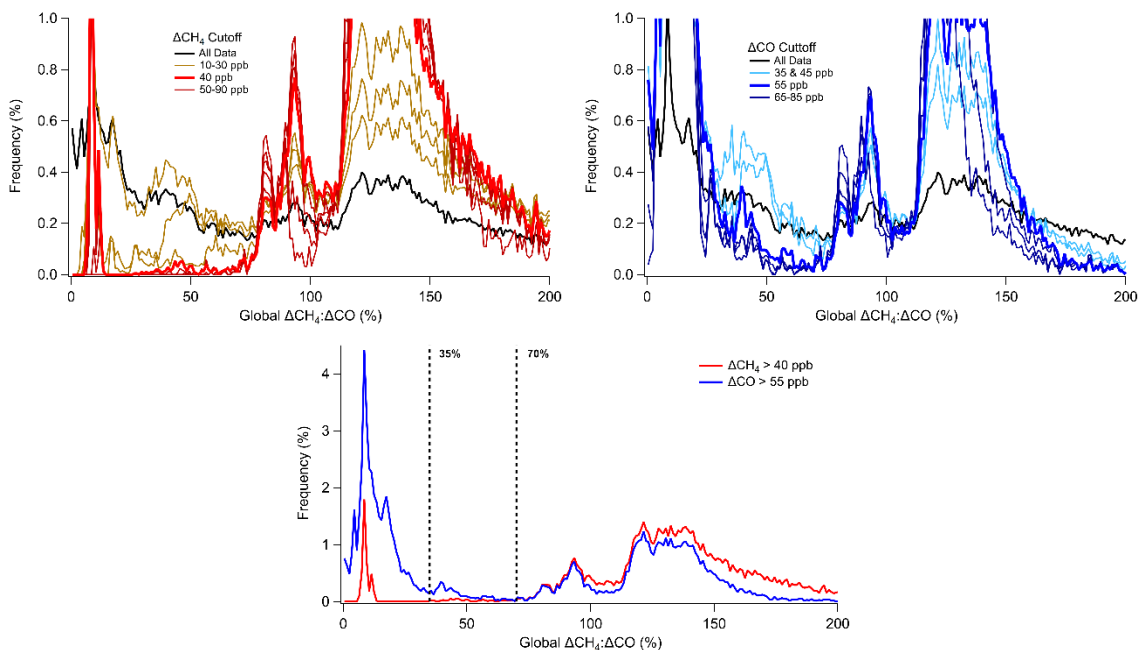 1.0
0.8
0.6
0.4
0.2
0.0
Frequency (%)
ΔCH₄ Cutoff
All Data
10-30 ppb
40 ppb
50-90 ppb
0 50 100 150 200
Global ΔCH₄:ΔCO (%)
1.0
0.8
0.6
0.4
0.2
0.0
Frequency (%)
ΔCO Cuttoff
All Data
35 & 45 ppb
55 ppb
65-85 ppb
0 50 100 150 200
Global ΔCH₄:ΔCO (%)
4
3
2
1
0
Frequency (%)
35% 70%
ΔCH₄ > 40 ppb
ΔCO > 55 ppb
0 50 100 150 200
Global ΔCH₄:ΔCO (%)